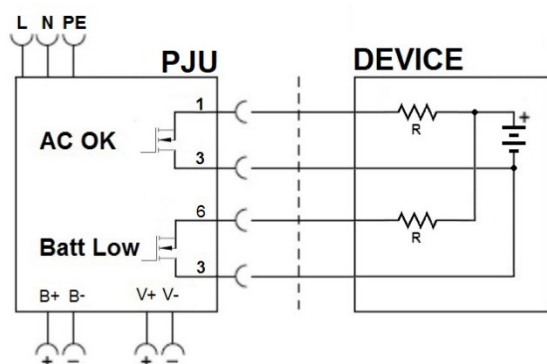 L N PE
PJU DEVICE
1
AC OK
R
+
3
6
Batt Low
R
3
B+ B- V+ V-
+ − + −